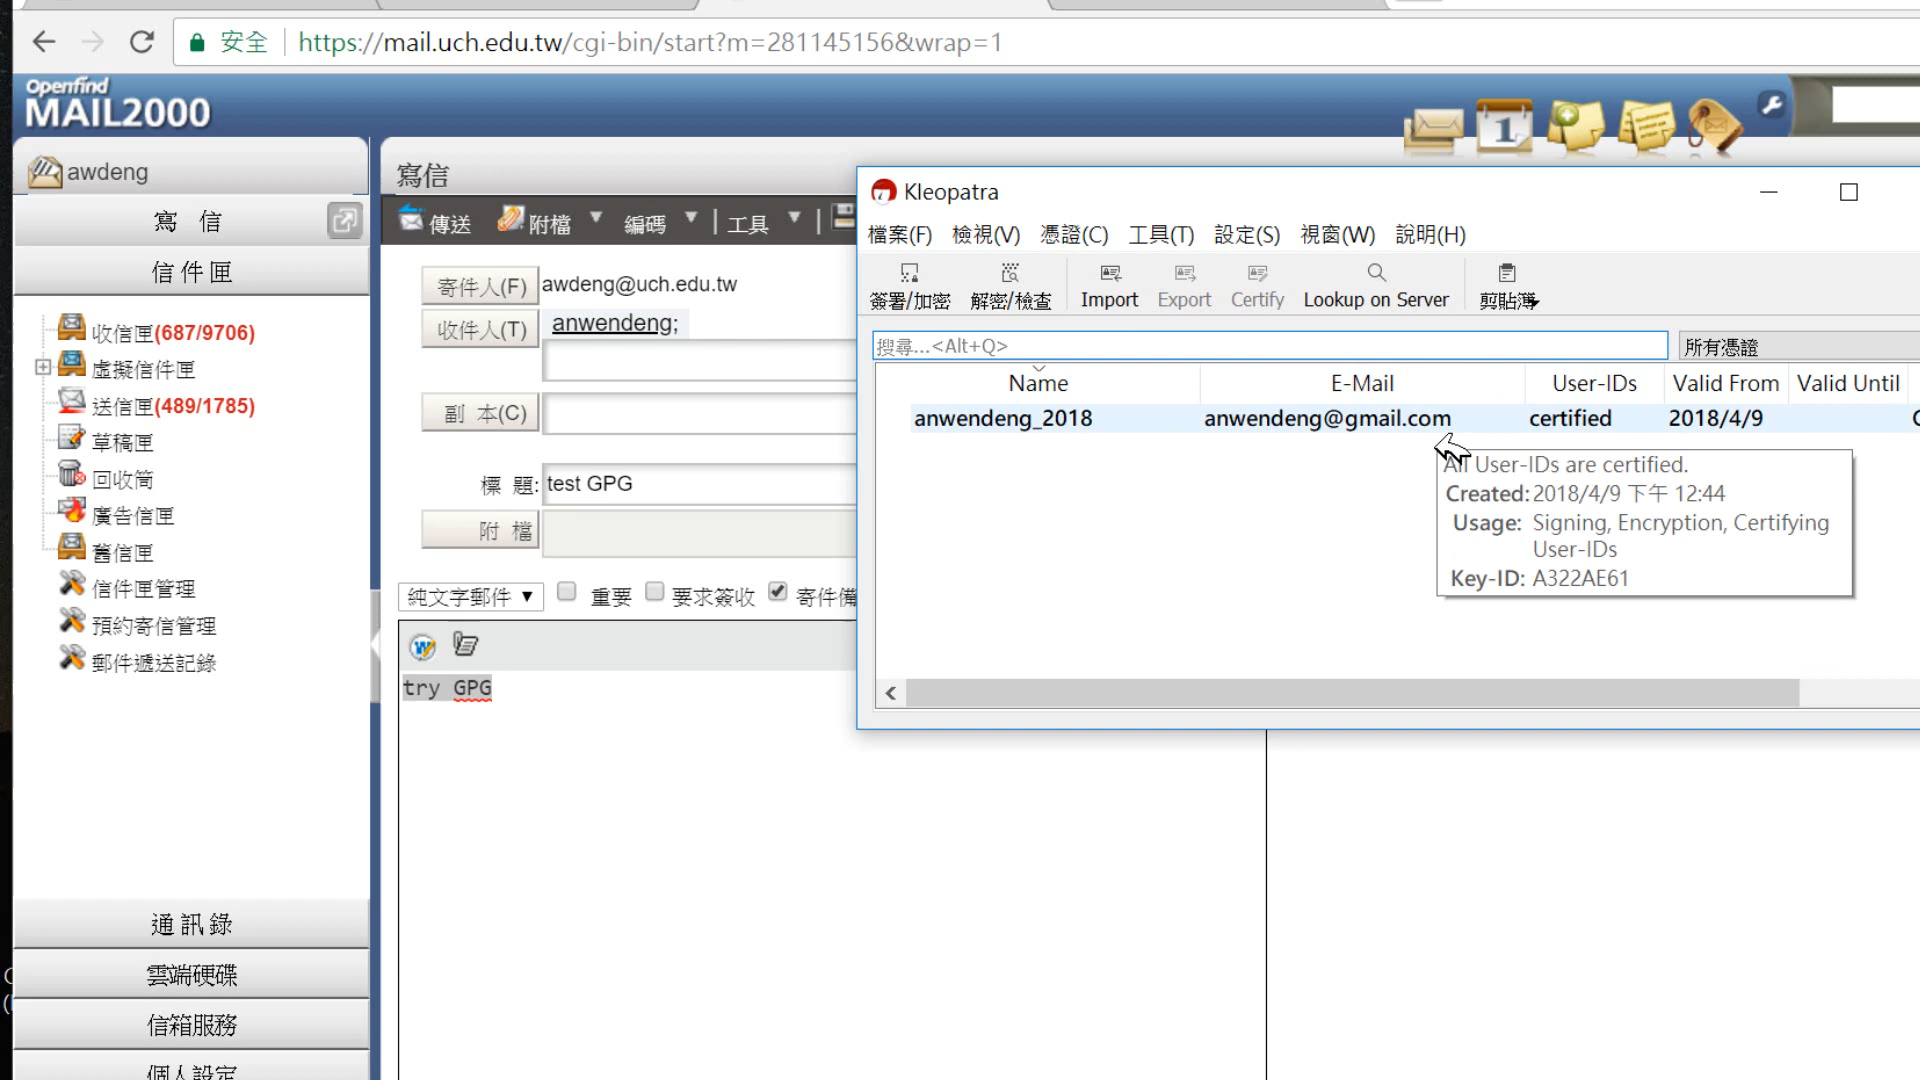 安全 https://mail.uch.edu.tw/cgi-bin/start?m=281145156&wrap=1
Openfind
MAIL2000
1
awdeng
寫 信
信件匣
收信匣(687/9706)
虛擬信件匣
送信匣(489/1785)
草稿匣
回收筒
廣告信匣
舊信匣
信件匣管理
預約寄信管理
郵件遞送記錄
通訊錄
雲端硬碟
信箱服務
個人設定
寫信
傳送 附檔 編碼 工具
寄件人(F) awdeng@uch.edu.tw
收件人(T) anwendeng;
副 本(C)
標 題: test GPG
附 檔
純文字郵件 重要 要求簽收 寄件備
try GPG
Kleopatra
檔案(F) 檢視(V) 憑證(C) 工具(T) 設定(S) 視窗(W) 說明(H)
簽署/加密 解密/檢查 Import Export Certify Lookup on Server 剪貼簿
搜尋...<Alt+Q> 所有憑證
Name E-Mail User-IDs Valid From Valid Until
anwendeng_2018 anwendeng@gmail.com certified 2018/4/9
All User-IDs are certified.
Created: 2018/4/9 下午 12:44
Usage: Signing, Encryption, Certifying
User-IDs
Key-ID: A322AE61